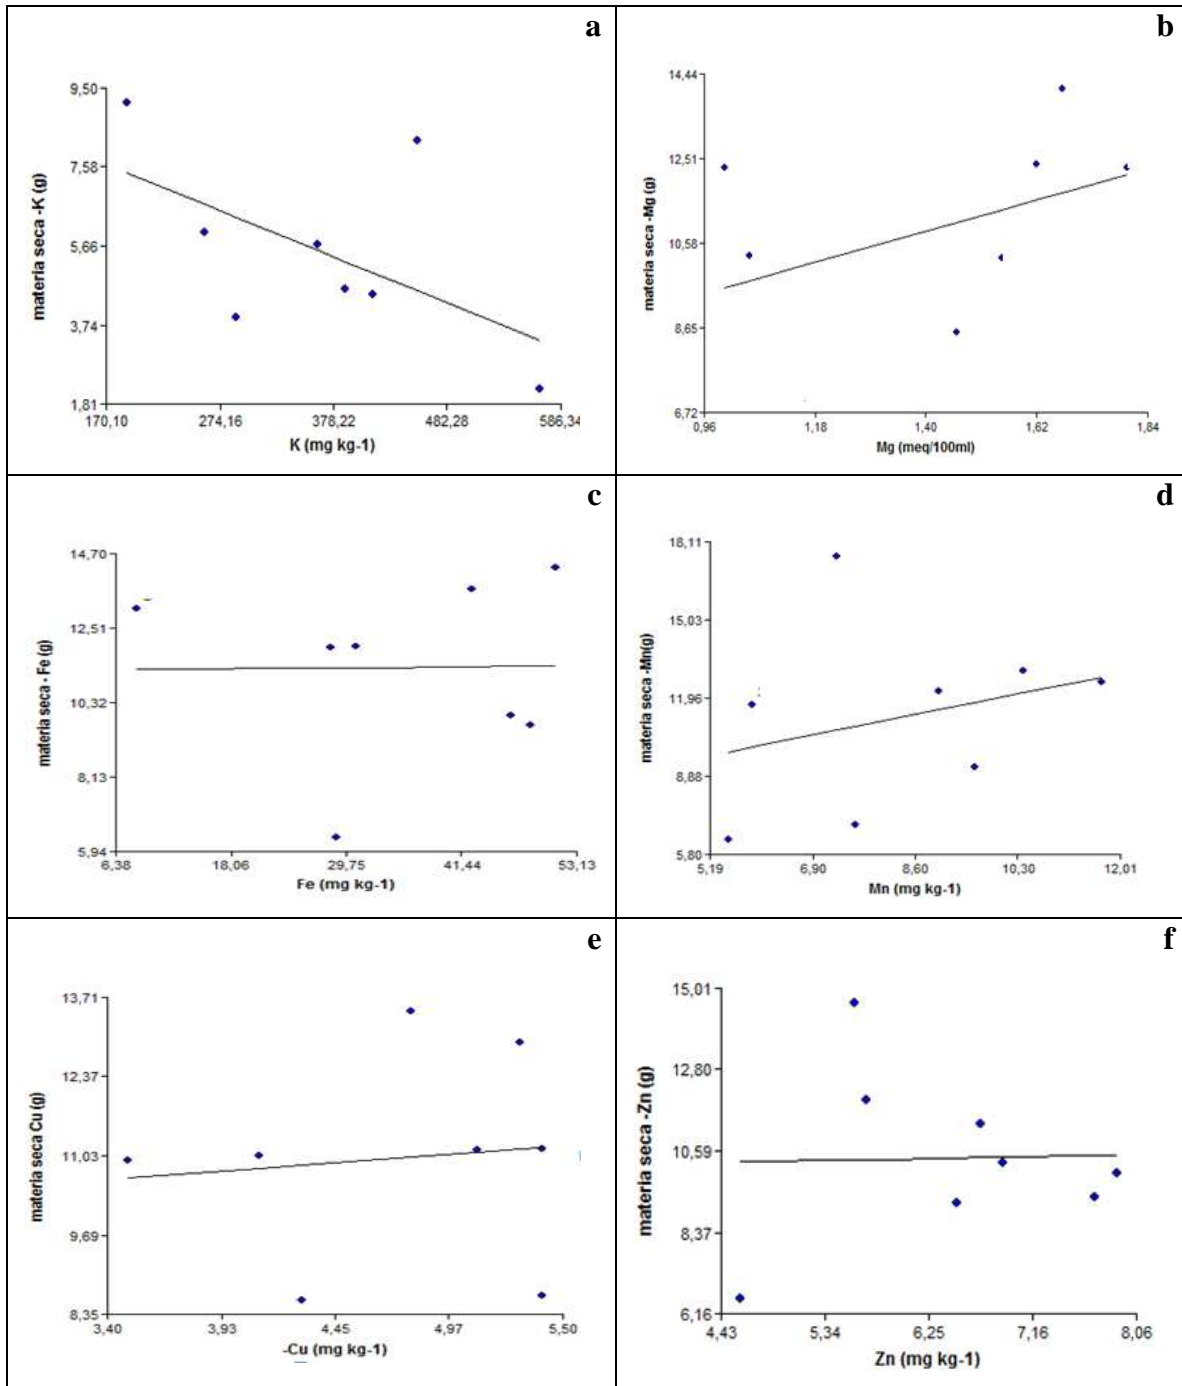 a
9,50
7,58
5,66
3,74
1,81
materia seca -K (g)
170,10 274,16 378,22 482,28 586,34
K (mg kg-1)
b
14,44
12,51
10,58
8,65
6,72
materia seca -Mg (g)
0,96 1,18 1,40 1,62 1,84
Mg (meq/100ml)
c
14,70
12,51
10,32
8,13
5,94
materia seca - Fe (g)
6,38 18,06 29,75 41,44 53,13
Fe (mg kg-1)
d
18,11
15,03
11,96
8,88
5,80
materia seca -Mn(g)
5,19 6,90 8,60 10,30 12,01
Mn (mg kg-1)
e
13,71
12,37
11,03
9,69
8,35
materia seca Cu (g)
3,40 3,93 4,45 4,97 5,50
-Cu (mg kg-1)
f
15,01
12,80
10,59
8,37
6,16
materia seca -Zn (g)
4,43 5,34 6,25 7,16 8,06
Zn (mg kg-1)